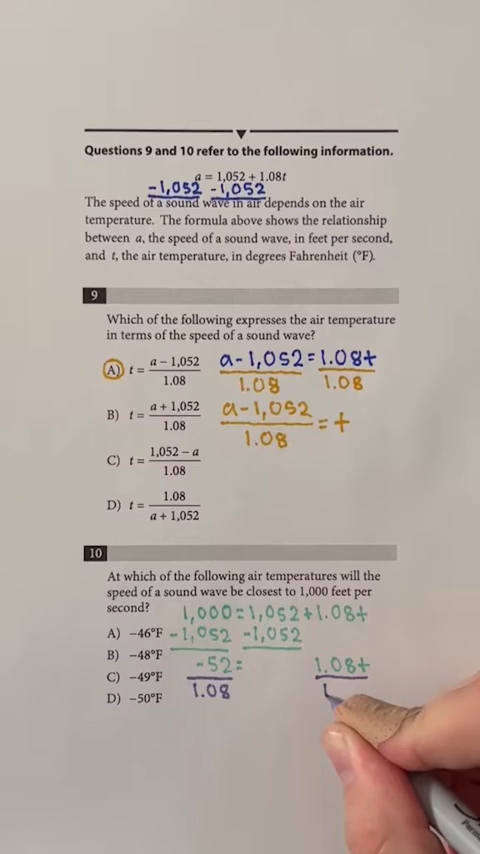 Questions 9 and 10 refer to the following information.
a = 1,052 + 1.08t
-1,052 -1,052
The speed of a sound wave in air depends on the air
temperature. The formula above shows the relationship
between a, the speed of a sound wave, in feet per second,
and t, the air temperature, in degrees Fahrenheit (°F).
9
Which of the following expresses the air temperature
in terms of the speed of a sound wave?
A) t = a − 1,052 / 1.08
a-1,052 = 1.08t
1.08 1.08
B) t = a + 1,052 / 1.08
a-1,052 / 1.08 = t
C) t = 1,052 − a / 1.08
D) t = 1.08 / a + 1,052
10
At which of the following air temperatures will the
speed of a sound wave be closest to 1,000 feet per
second?
1,000=1,052+1.08t
A) −46°F
-1,052 -1,052
B) −48°F
-52= 1.08t
C) −49°F
1.08 1
D) −50°F